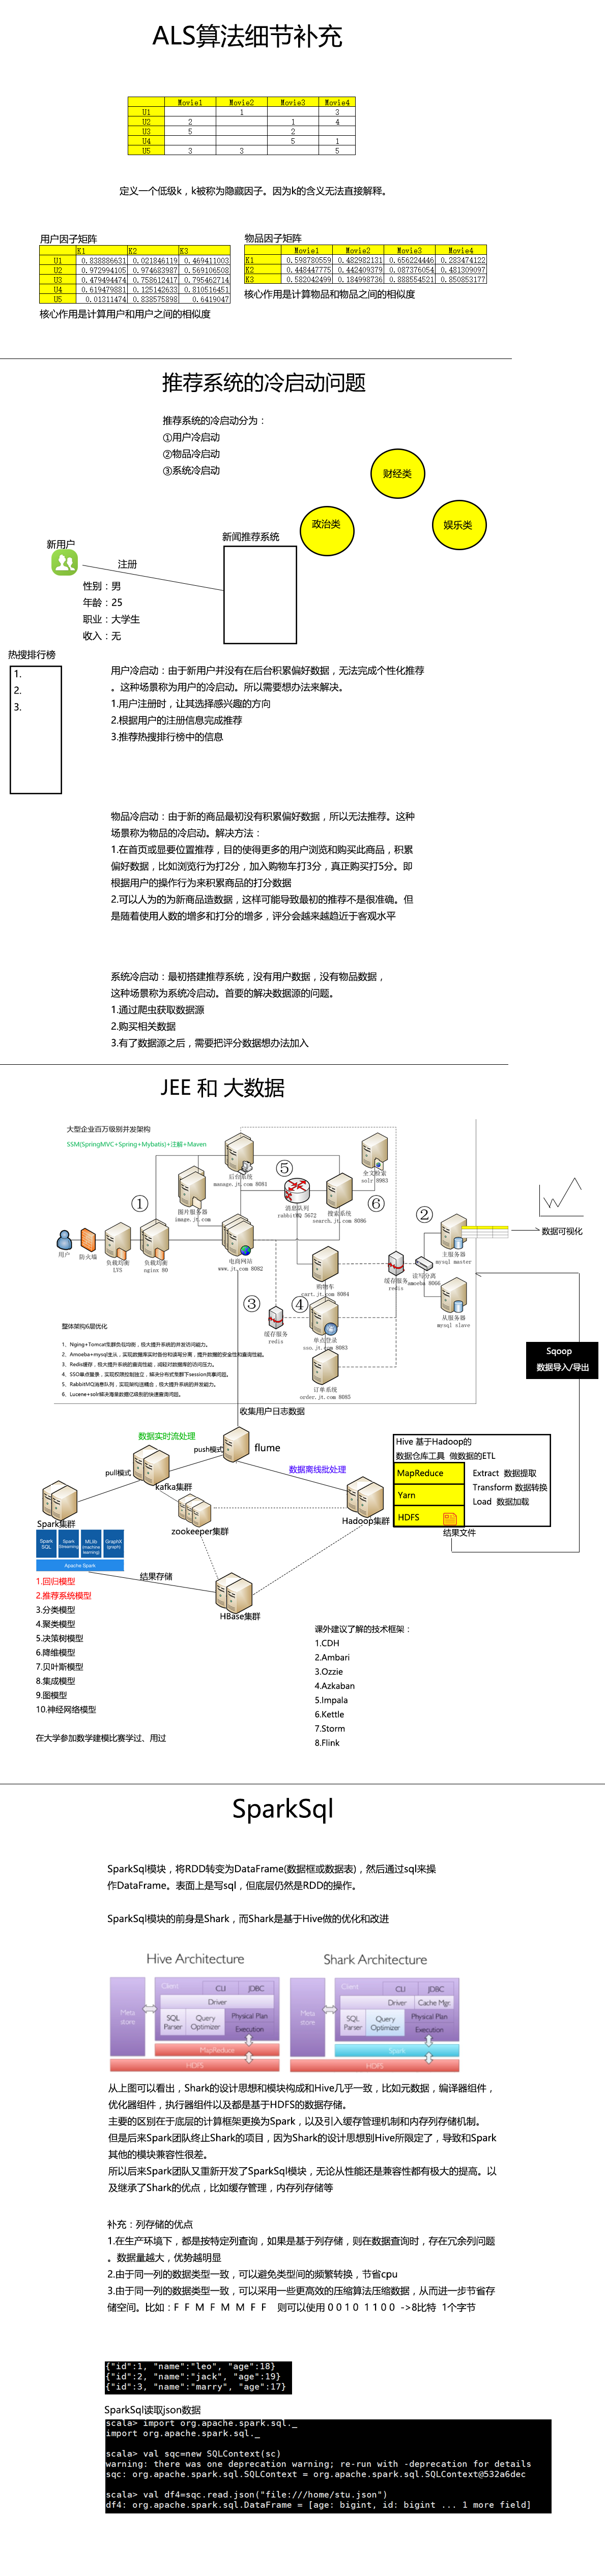 ALS算法细节补充
Movie1 Movie2 Movie3 Movie4
U1 1 3
U2 2 1 4
U3 5 2
U4 5 1
U5 3 3 5
定义一个低级k，k被称为隐藏因子。因为k的含义无法直接解释。
用户因子矩阵
K1 K2 K3
U1 0.838886631 0.021846119 0.469411003
U2 0.972994105 0.974683987 0.569106508
U3 0.479494474 0.758612417 0.795462714
U4 0.619479881 0.125142633 0.810516451
U5 0.01311474 0.838575898 0.6419047
核心作用是计算用户和用户之间的相似度
物品因子矩阵
Movie1 Movie2 Movie3 Movie4
K1 0.598780559 0.482982131 0.656224446 0.283474122
K2 0.448447775 0.442409379 0.087376054 0.481309097
K3 0.582042499 0.184998736 0.888554521 0.850853177
核心作用是计算物品和物品之间的相似度
推荐系统的冷启动问题
推荐系统的冷启动分为：
①用户冷启动
②物品冷启动
③系统冷启动
财经类
政治类
娱乐类
新用户
注册
新闻推荐系统
性别：男
年龄：25
职业：大学生
收入：无
热搜排行榜
1.
2.
3.
用户冷启动：由于新用户并没有在后台积累偏好数据，无法完成个性化推荐
。这种场景称为用户的冷启动。所以需要想办法来解决。
1.用户注册时，让其选择感兴趣的方向
2.根据用户的注册信息完成推荐
3.推荐热搜排行榜中的信息
物品冷启动：由于新的商品最初没有积累偏好数据，所以无法推荐。这种
场景称为物品的冷启动。解决方法：
1.在首页或显要位置推荐，目的使得更多的用户浏览和购买此商品，积累
偏好数据，比如浏览行为打2分，加入购物车打3分，真正购买打5分。即
根据用户的操作行为来积累商品的打分数据
2.可以人为的为新商品造数据，这样可能导致最初的推荐不是很准确。但
是随着使用人数的增多和打分的增多，评分会越来越趋近于客观水平
系统冷启动：最初搭建推荐系统，没有用户数据，没有物品数据，
这种场景称为系统冷启动。首要的解决数据源的问题。
1.通过爬虫获取数据源
2.购买相关数据
3.有了数据源之后，需要把评分数据想办法加入
JEE 和 大数据
大型企业百万级别并发架构
SSM(SpringMVC+Spring+Mybatis)+注解+Maven
后台系统
manage.jt.com 8091
图片服务器
image.jt.com
消息队列
rabbitMQ 5672
全文检索
solr 8983
搜索系统
search.jt.com 8086
①
②
③
④
⑤
⑥
用户
防火墙
负载均衡
LVS
负载均衡
nginx 80
电商网站
www.jt.com 8082
购物车
cart.jt.com 8084
缓存服务
redis
读写分离
amoeba 8066
主服务器
mysql master
从服务器
mysql slave
缓存服务
redis
单点登录
sso.jt.com 8083
订单系统
order.jt.com 8085
数据可视化
Sqoop
数据导入/导出
整体架构6层优化
1、Nging+Tomcat集群负载均衡，极大提升系统的并发访问能力。
2、Amoeba+mysql主从，实现数据库实时备份和读写分离，提升数据的安全性和查询性能。
3、Redis缓存，极大提升系统的查询性能，减轻对数据库的访问压力。
4、SSO单点登录，实现权限控制独立，解决分布式集群下session共享问题。
5、RabbitMQ消息队列，实现架构送耦合，极大提升系统的并发能力。
6、Lucene+solr解决海量数据亿级别的快速查询问题。
收集用户日志数据
数据实时流处理
push模式
flume
pull模式
数据离线批处理
kafka集群
zookeeper集群
Spark集群
Hadoop集群
Hive 基于Hadoop的
数据仓库工具 做数据的ETL
MapReduce
Yarn
HDFS
Extract 数据提取
Transform 数据转换
Load 数据加载
结果文件
Spark SQL
Spark Streaming
MLlib (machine learning)
GraphX (graph)
Apache Spark
结果存储
HBase集群
1.回归模型
2.推荐系统模型
3.分类模型
4.聚类模型
5.决策树模型
6.降维模型
7.贝叶斯模型
8.集成模型
9.图模型
10.神经网络模型
在大学参加数学建模比赛学过、用过
课外建议了解的技术框架：
1.CDH
2.Ambari
3.Ozzie
4.Azkaban
5.Impala
6.Kettle
7.Storm
8.Flink
SparkSql
SparkSql模块，将RDD转变为DataFrame(数据框或数据表)，然后通过sql来操
作DataFrame。表面上是写sql，但底层仍然是RDD的操作。
SparkSql模块的前身是Shark，而Shark是基于Hive做的优化和改进
Hive Architecture
Meta store
Client
CLI
JDBC
Driver
SQL Parser
Query Optimizer
Physical Plan
Execution
MapReduce
HDFS
Shark Architecture
Meta store
Client
CLI
JDBC
Driver
Cache Mgr.
SQL Parser
Query Optimizer
Physical Plan
Execution
Spark
HDFS
从上图可以看出，Shark的设计思想和模块构成和Hive几乎一致，比如元数据，编译器组件，
优化器组件，执行器组件以及都是基于HDFS的数据存储。
主要的区别在于底层的计算框架更换为Spark，以及引入缓存管理机制和内存列存储机制。
但是后来Spark团队终止Shark的项目，因为Shark的设计思想别Hive所限定了，导致和Spark
其他的模块兼容性很差。
所以后来Spark团队又重新开发了SparkSql模块，无论从性能还是兼容性都有极大的提高。以
及继承了Shark的优点，比如缓存管理，内存列存储等
补充：列存储的优点
1.在生产环境下，都是按特定列查询，如果是基于列存储，则在数据查询时，存在冗余列问题
。数据量越大，优势越明显
2.由于同一列的数据类型一致，可以避免类型间的频繁转换，节省cpu
3.由于同一列的数据类型一致，可以采用一些更高效的压缩算法压缩数据，从而进一步节省存
储空间。比如：F F M F M M F F 则可以使用 0 0 1 0 1 1 0 0 ->8比特 1个字节
{"id":1, "name":"leo", "age":18}
{"id":2, "name":"jack", "age":19}
{"id":3, "name":"marry", "age":17}
SparkSql读取json数据
scala> import org.apache.spark.sql._
import org.apache.spark.sql._
scala> val sqc=new SQLContext(sc)
warning: there was one deprecation warning; re-run with -deprecation for details
sqc: org.apache.spark.sql.SQLContext = org.apache.spark.sql.SQLContext@532a6dec
scala> val df4=sqc.read.json("file:///home/stu.json")
df4: org.apache.spark.sql.DataFrame = [age: bigint, id: bigint ... 1 more field]